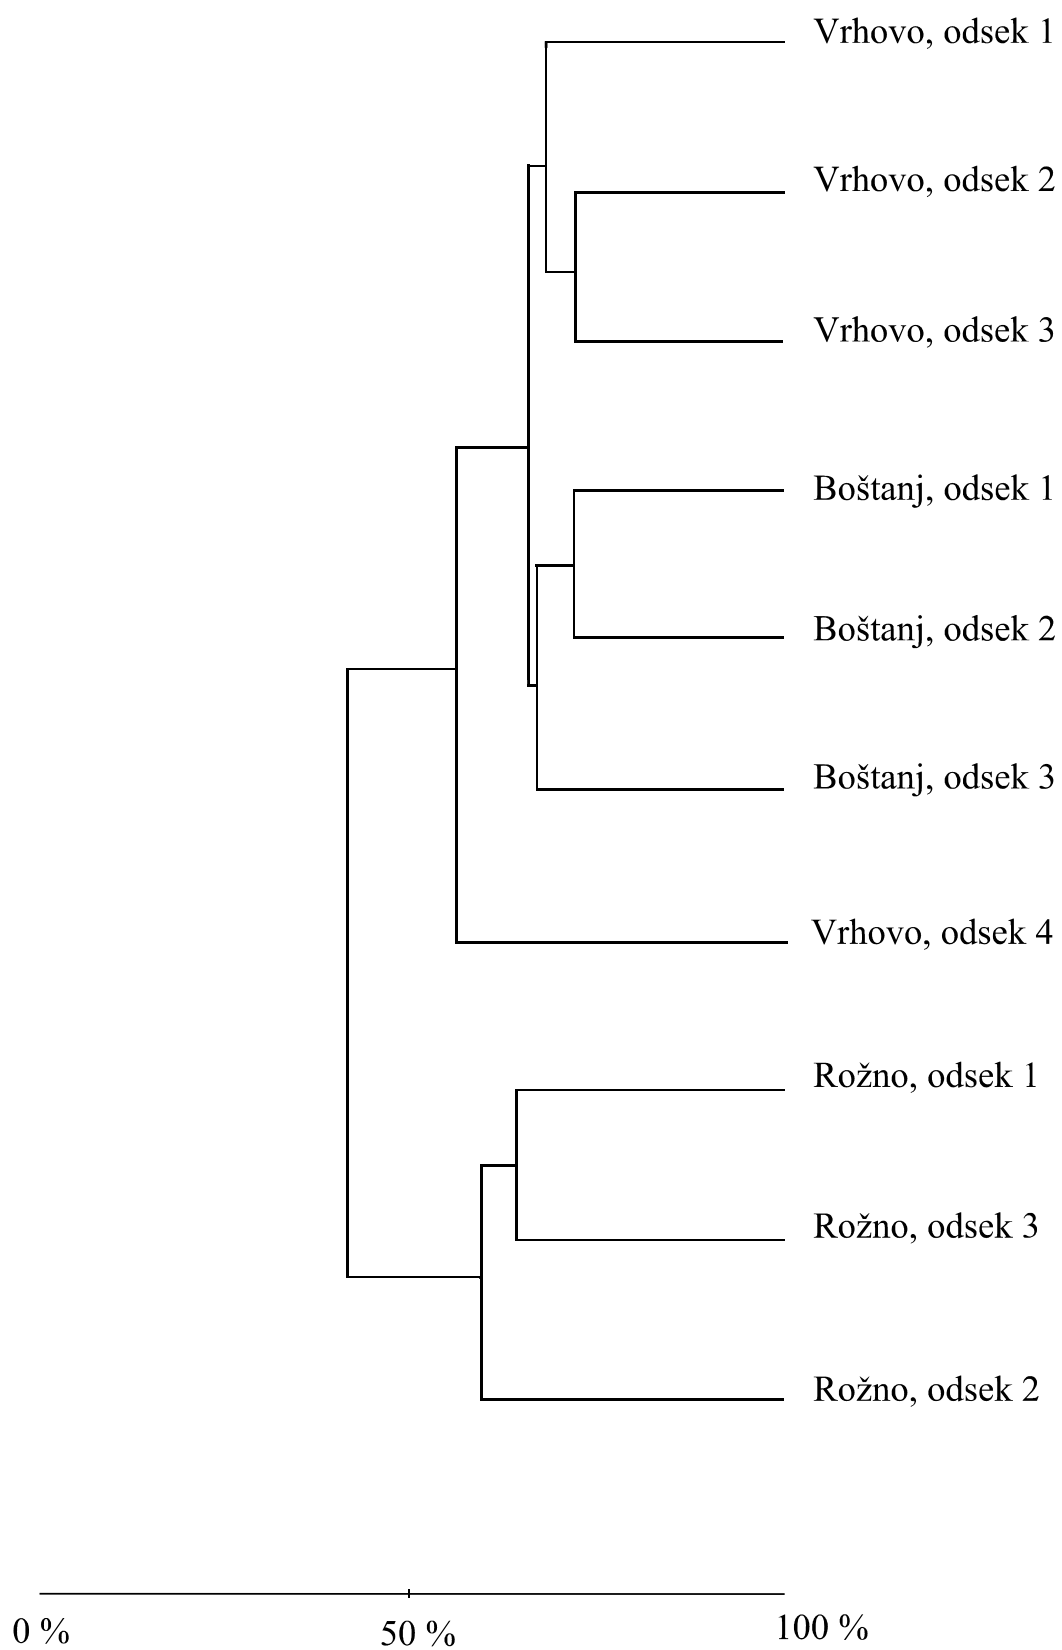 Vrhovo, odsek 1
Vrhovo, odsek 2
Vrhovo, odsek 3
Boštanj, odsek 1
Boštanj, odsek 2
Boštanj, odsek 3
Vrhovo, odsek 4
Rožno, odsek 1
Rožno, odsek 3
Rožno, odsek 2
0 % 50 % 100 %